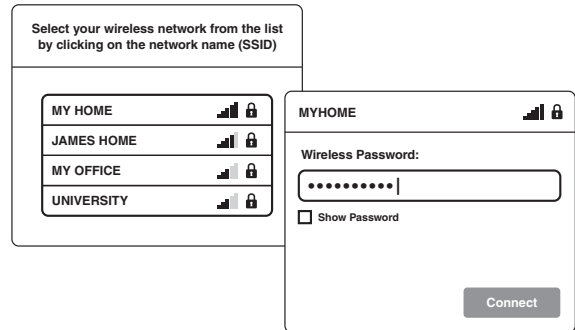 Select your wireless network from the list
by clicking on the network name (SSID)
MY HOME
JAMES HOME
MY OFFICE
UNIVERSITY
MYHOME
Wireless Password:
••••••••••|
Show Password
Connect